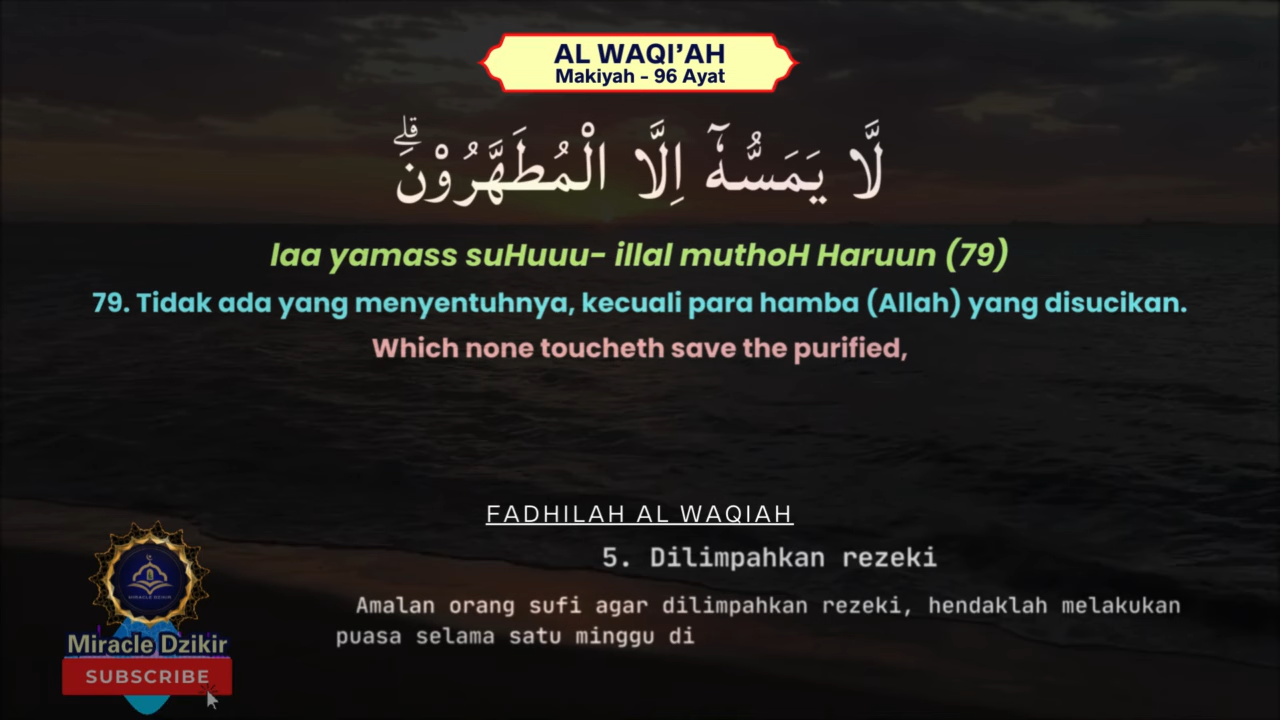 AL WAQI’AH
Makiyah - 96 Ayat
لَّا يَمَسُّهٗٓ اِلَّا الْمُطَهَّرُوْنَۗ
laa yamass suHuuu- illal muthoH Haruun (79)
79. Tidak ada yang menyentuhnya, kecuali para hamba (Allah) yang disucikan.
Which none toucheth save the purified,
FADHILAH AL WAQIAH
5. Dilimpahkan rezeki
Amalan orang sufi agar dilimpahkan rezeki, hendaklah melakukan
puasa selama satu minggu di
MIRACLE DZIKIR
Miracle Dzikir
SUBSCRIBE